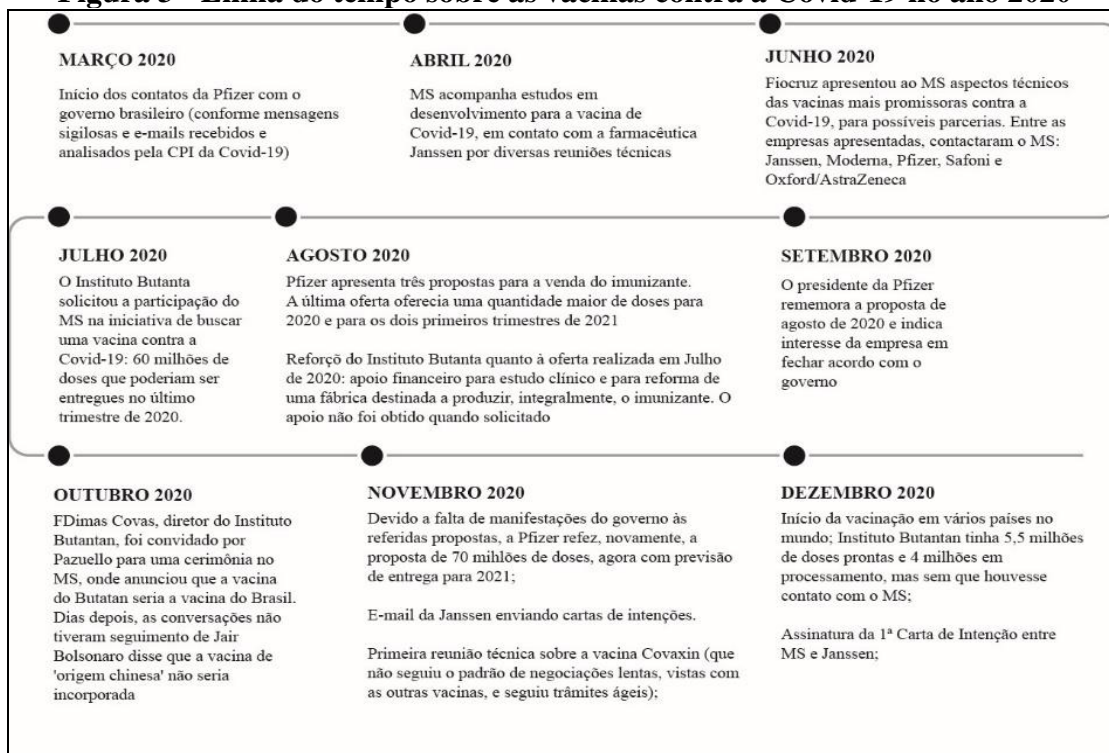 Figura - Linha do tempo sobre as vacinas contra a Covid-19 no ano 2020
MARÇO 2020
Início dos contatos da Pfizer com o
governo brasileiro (conforme mensagens
sigilosas e e-mails recebidos e
analisados pela CPI da Covid-19)
ABRIL 2020
MS acompanha estudos em
desenvolvimento para a vacina de
Covid-19, em contato com a farmacêutica
Janssen por diversas reuniões técnicas
JUNHO 2020
Fiocruz apresentou ao MS aspectos técnicos
das vacinas mais promissoras contra a
Covid-19, para possíveis parcerias. Entre as
empresas apresentadas, contactaram o MS:
Janssen, Moderna, Pfizer, Safoni e
Oxford/AstraZeneca
JULHO 2020
O Instituto Butanta
solicitou a participação do
MS na iniciativa de buscar
uma vacina contra a
Covid-19: 60 milhões de
doses que poderiam ser
entregues no último
trimestre de 2020.
AGOSTO 2020
Pfizer apresenta três propostas para a venda do imunizante.
A última oferta oferecia uma quantidade maior de doses para
2020 e para os dois primeiros trimestres de 2021
Reforçõ do Instituto Butanta quanto à oferta realizada em Julho
de 2020: apoio financeiro para estudo clínico e para reforma de
uma fábrica destinada a produzir, integralmente, o imunizante. O
apoio não foi obtido quando solicitado
SETEMBRO 2020
O presidente da Pfizer
rememora a proposta de
agosto de 2020 e indica
interesse da empresa em
fechar acordo com o
governo
OUTUBRO 2020
FDimas Covas, diretor do Instituto
Butantan, foi convidado por
Pazuello para uma cerimônia no
MS, onde anunciou que a vacina
do Butatan seria a vacina do Brasil.
Dias depois, as conversações não
tiveram seguimento de Jair
Bolsonaro disse que a vacina de
'origem chinesa' não seria
incorporada
NOVEMBRO 2020
Devido a falta de manifestações do governo às
referidas propostas, a Pfizer refez, novamente, a
proposta de 70 mihlões de doses, agora com previsão
de entrega para 2021;
E-mail da Janssen enviando cartas de intenções.
Primeira reunião técnica sobre a vacina Covaxin (que
não seguiu o padrão de negociações lentas, vistas com
as outras vacinas, e seguiu trâmites ágeis);
DEZEMBRO 2020
Início da vacinação em vários países no
mundo; Instituto Butantan tinha 5,5 milhões
de doses prontas e 4 milhões em
processamento, mas sem que houvesse
contato com o MS;
Assinatura da 1ª Carta de Intenção entre
MS e Janssen;